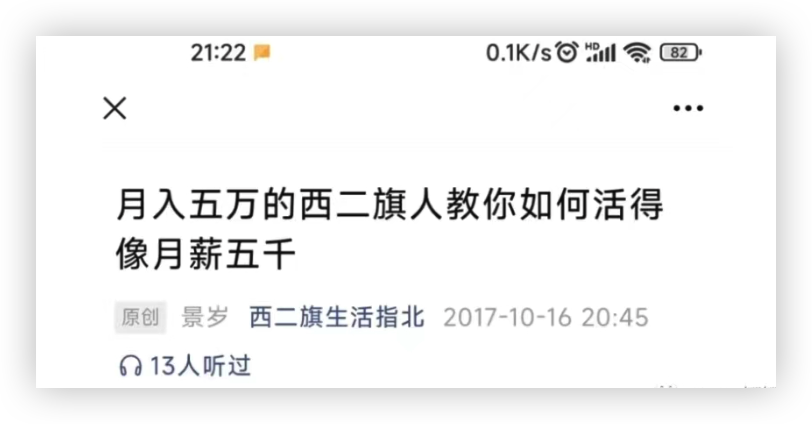 21:22 0.1K/s HD 82
月入五万的西二旗人教你如何活得
像月薪五千
原创 景岁 西二旗生活指北 2017-10-16 20:45
13人听过